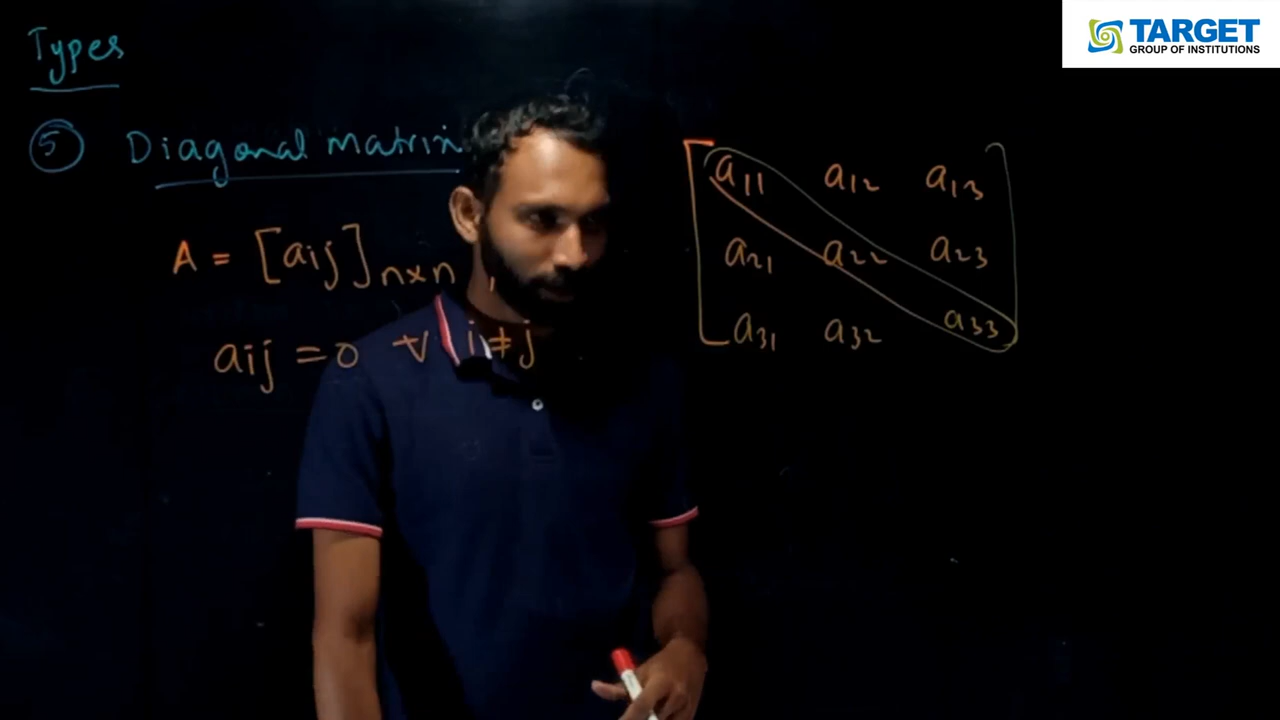 Types
⑤ Diagonal matrix
A = [aij]n×n ,
aij = 0 ∀ i ≠ j
a11 a12 a13
a21 a22 a23
a31 a32 a33
TARGET
GROUP OF INSTITUTIONS